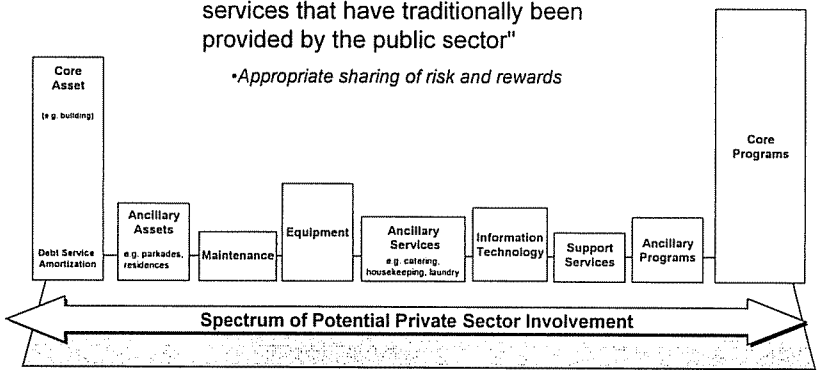 services that have traditionally been
provided by the public sector"
•Appropriate sharing of risk and rewards
Core
Asset
(e.g. building)
Debt Service
Amortization
Ancillary
Assets
e.g. parkades,
residences
Maintenance
Equipment
Ancillary
Services
e.g. catering,
housekeeping, laundry
Information
Technology
Support
Services
Ancillary
Programs
Core
Programs
Spectrum of Potential Private Sector Involvement